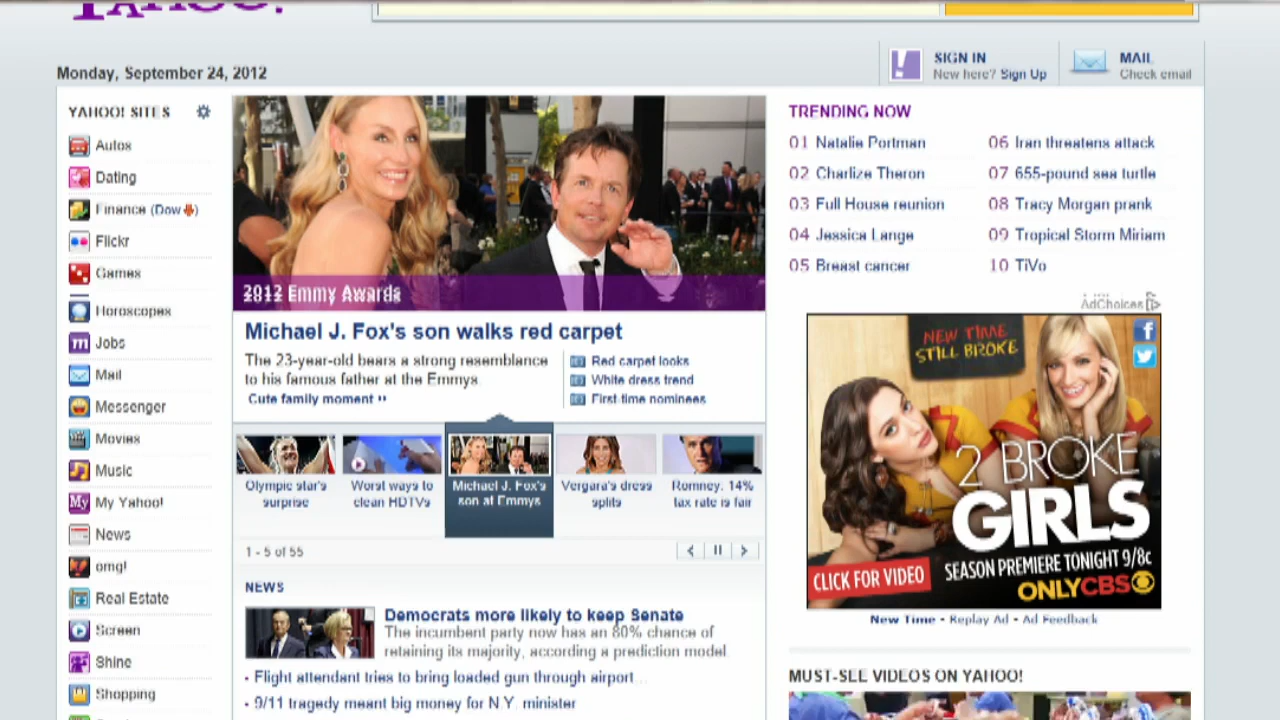 YAHOO!
Monday, September 24, 2012
SIGN IN
New here? Sign Up
MAIL
Check email
YAHOO! SITES
Autos
Dating
Finance (Dow)
Flickr
Games
Horoscopes
Jobs
Mail
Messenger
Movies
Music
My Yahoo!
News
omg!
Real Estate
Screen
Shine
Shopping
2012 Emmy Awards
Michael J. Fox's son walks red carpet
The 23-year-old bears a strong resemblance
to his famous father at the Emmys
Cute family moment »
Red carpet looks
White dress trend
First-time nominees
Olympic star's
surprise
Worst ways to
clean HDTVs
Michael J. Fox's
son at Emmys
Vergara's dress
splits
Romney: 14%
tax rate is fair
1 - 5 of 55
NEWS
Democrats more likely to keep Senate
The incumbent party now has an 80% chance of
retaining its majority, according a prediction model
• Flight attendant tries to bring loaded gun through airport
• 9/11 tragedy meant big money for N.Y. minister
TRENDING NOW
01 Natalie Portman
02 Charlize Theron
03 Full House reunion
04 Jessica Lange
05 Breast cancer
06 Iran threatens attack
07 655-pound sea turtle
08 Tracy Morgan prank
09 Tropical Storm Miriam
10 TiVo
AdChoices
NEW TIME
STILL BROKE
2 BROKE
GIRLS
SEASON PREMIERE TONIGHT 9/8c
CLICK FOR VIDEO
ONLY CBS
New Time - Replay Ad - Ad Feedback
MUST-SEE VIDEOS ON YAHOO!